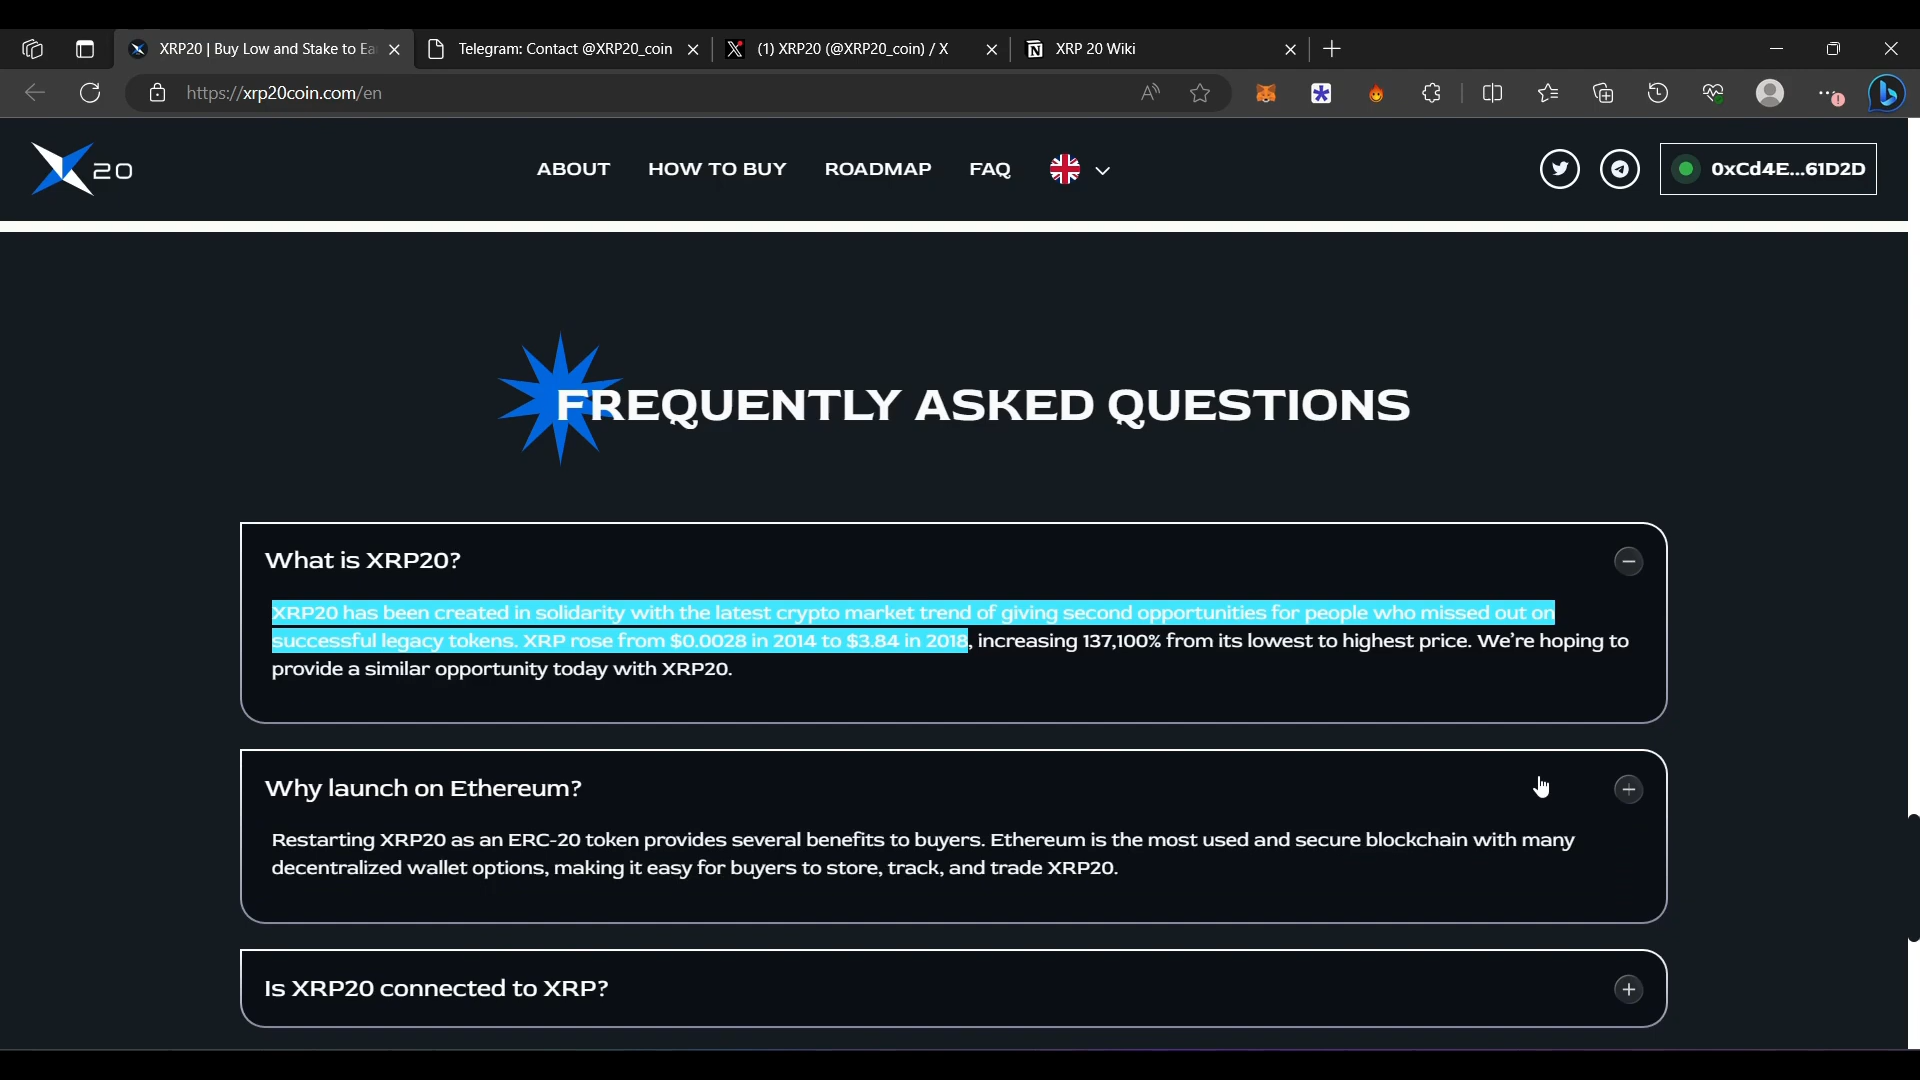 XRP20 | Buy Low and Stake to Ea
Telegram: Contact @XRP20_coin
(1) XRP20 (@XRP20_coin) / X
XRP 20 Wiki
https://xrp20coin.com/en
20
ABOUT
HOW TO BUY
ROADMAP
FAQ
0xCd4E...61D2D
FREQUENTLY ASKED QUESTIONS
What is XRP20?
XRP20 has been created in solidarity with the latest crypto market trend of giving second opportunities for people who missed out on
successful legacy tokens. XRP rose from $0.0028 in 2014 to $3.84 in 2018, increasing 137,100% from its lowest to highest price. We're hoping to
provide a similar opportunity today with XRP20.
Why launch on Ethereum?
Restarting XRP20 as an ERC-20 token provides several benefits to buyers. Ethereum is the most used and secure blockchain with many
decentralized wallet options, making it easy for buyers to store, track, and trade XRP20.
Is XRP20 connected to XRP?